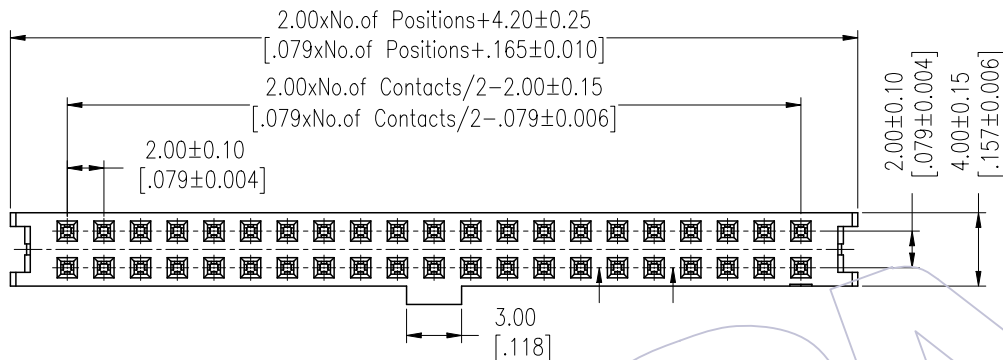 2.00xNo.of Positions+4.20±0.25
[.079xNo.of Positions+.165±0.010]
2.00xNo.of Contacts/2-2.00±0.15
[.079xNo.of Contacts/2-.079±0.006]
2.00±0.10
[.079±0.004]
2.00±0.10
[.079±0.004]
4.00±0.15
[.157±0.006]
3.00
[.118]